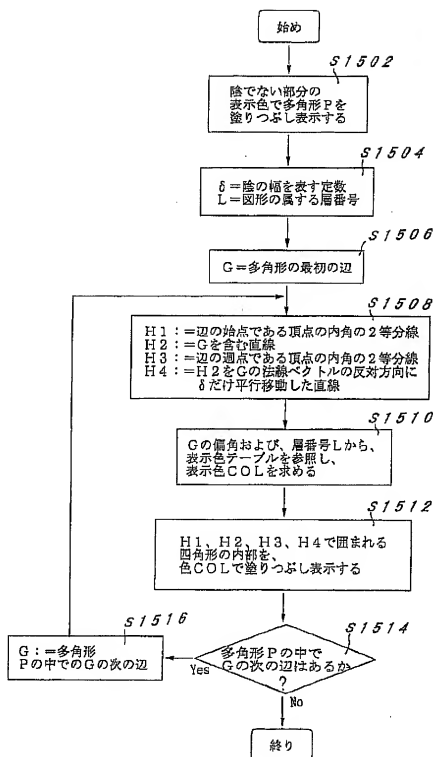 始め
S1502
陰でない部分の
表示色で多角形Pを
塗りつぶし表示する
S1504
δ=陰の幅を表す定数
L=図形の属する層番号
S1506
G=多角形の最初の辺
S1508
H1:=辺の始点である頂点の内角の2等分線
H2:=Gを含む直線
H3:=辺の週点である頂点の内角の2等分線
H4:=H2をGの法線ベクトルの反対方向に
δだけ平行移動した直線
S1510
Gの偏角および、層番号Lから、
表示色テーブルを参照し、
表示色COLを求める
S1512
H1、H2、H3、H4で囲まれる
四角形の内部を、
色COLで塗りつぶし表示する
S1516
G:=多角形
Pの中でのGの次の辺
S1514
多角形Pの中で
Gの次の辺はあるか
?
Yes
No
終り